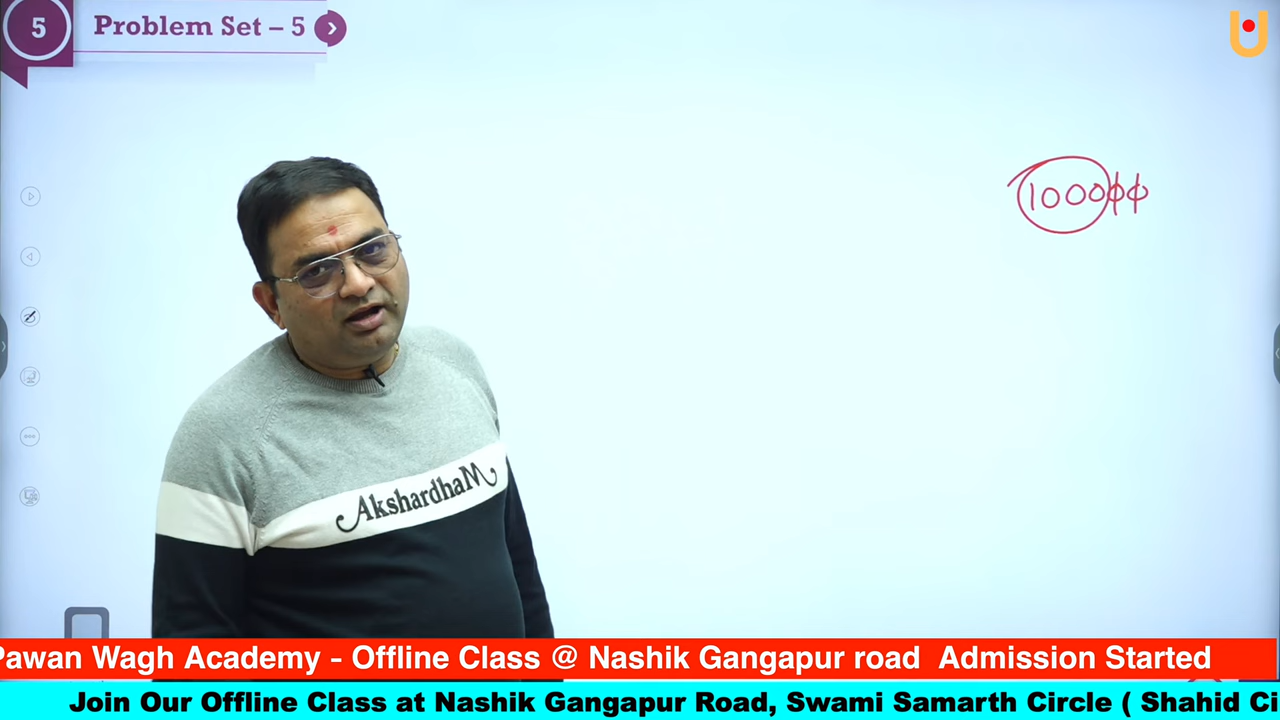 5
Problem Set – 5
U
100000
AkshardhaM
Pawan Wagh Academy - Offline Class @ Nashik Gangapur road Admission Started
Join Our Offline Class at Nashik Gangapur Road, Swami Samarth Circle ( Shahid Ci